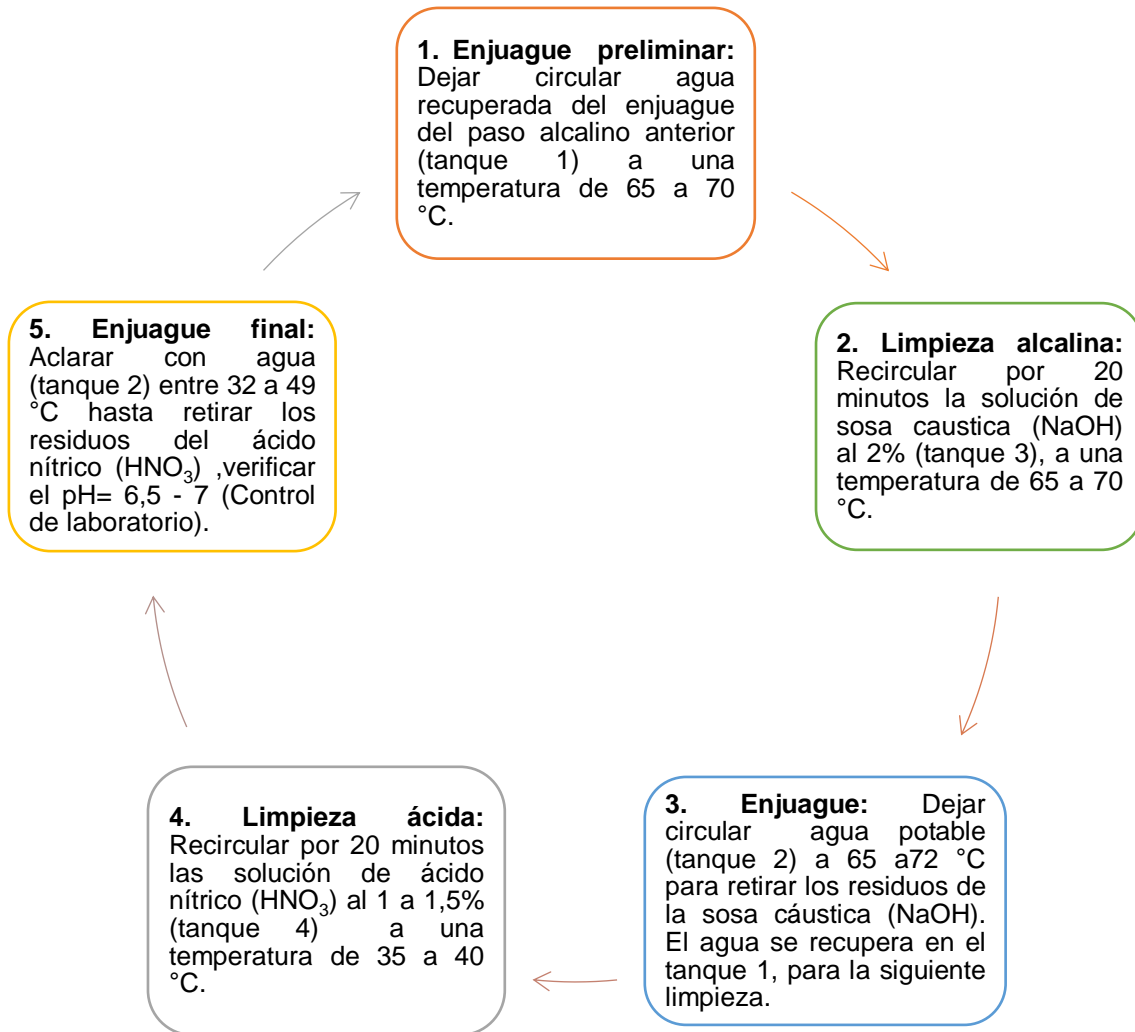 1. Enjuague preliminar:
Dejar circular agua
recuperada del enjuague
del paso alcalino anterior
(tanque 1) a una
temperatura de 65 a 70
°C.
2. Limpieza alcalina:
Recircular por 20
minutos la solución de
sosa caustica (NaOH)
al 2% (tanque 3), a una
temperatura de 65 a 70
°C.
3. Enjuague: Dejar
circular agua potable
(tanque 2) a 65 a72 °C
para retirar los residuos de
la sosa cáustica (NaOH).
El agua se recupera en el
tanque 1, para la siguiente
limpieza.
4. Limpieza ácida:
Recircular por 20 minutos
las solución de ácido
nítrico (HNO₃) al 1 a 1,5%
(tanque 4) a una
temperatura de 35 a 40
°C.
5. Enjuague final:
Aclarar con agua
(tanque 2) entre 32 a 49
°C hasta retirar los
residuos del ácido
nítrico (HNO₃) ,verificar
el pH= 6,5 - 7 (Control
de laboratorio).